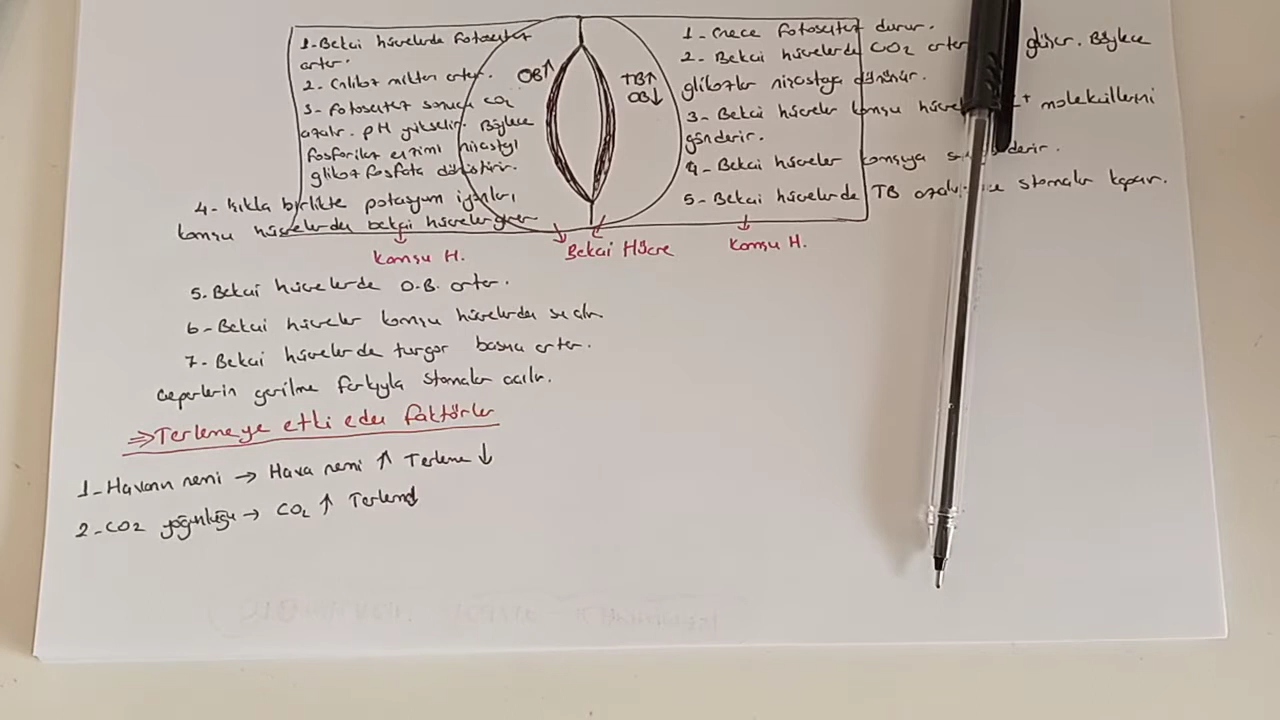 1-Bekçi hücrelerde fotosentez
artar.
2- Glikoz miktarı artar.
3- Fotosentez sonucu CO2
azalır. pH yükselir. Böylece
fosforilaz enzimi nişastayı
glikoz fosfata dönüştürür.
4- Işıkla birlikte potasyum iyonları,
komşu hücrelerden bekçi hücrelere girer
OB↑
TB↑
OB↓
1- Gece fotosentez durur.
2- Bekçi hücrelerde CO2 artar düşer. Böylece
glikozlar nişastaya dönüşür.
3- Bekçi hücreler komşu + moleküllerini
gönderir.
4- Bekçi hücreler komşuya
5- Bekçi hücrelerde TB stomalar kapanır.
Komşu H.
Bekçi Hücre
Komşu H.
5. Bekçi hücrelerde O.B. artar.
6- Bekçi hücreler komşu hücrelerden su alır
7- Bekçi hücrelerde turgor basıncı artar.
Çeperlerin gerilme farkıyla stomalar açılır.
⇒Terlemeye etki eden faktörler
1- Havanın nemi → Hava nemi ↑ Terleme ↓
2- CO2 yoğunluğu → CO2 ↑ Terleme↓